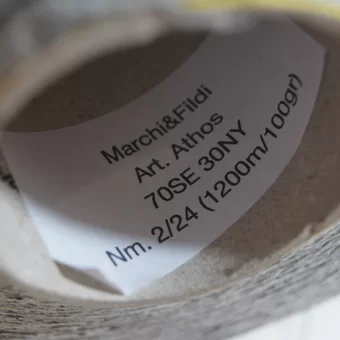 Marchi&Fildi
Art. Athos
70SE 30NY
Nm. 2/24 (1200m/100gr)